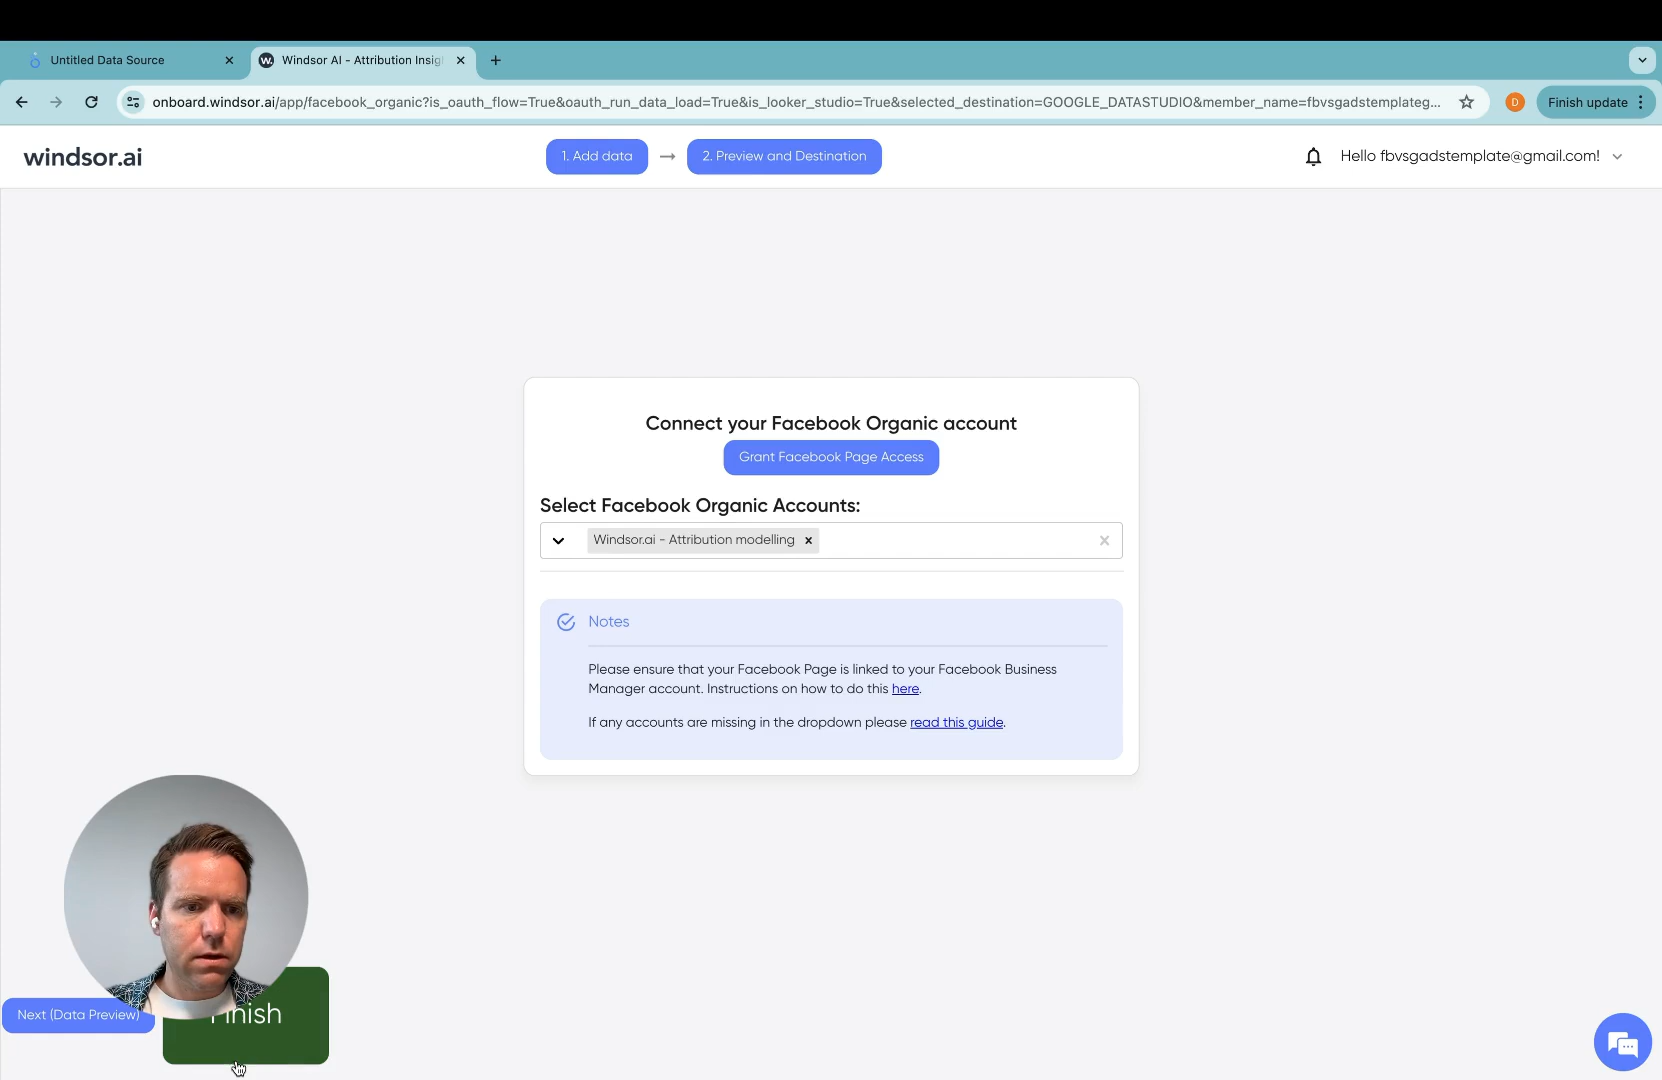 Untitled Data Source
Windsor AI - Attribution Insig
onboard.windsor.ai/app/facebook_organic?is_oauth_flow=True&oauth_run_data_load=True&is_looker_studio=True&selected_destination=GOOGLE_DATASTUDIO&member_name=fbvsgadstemplateg...
D
Finish update
windsor.ai
1. Add data
2. Preview and Destination
Hello fbvsgadstemplate@gmail.com!
Connect your Facebook Organic account
Grant Facebook Page Access
Select Facebook Organic Accounts:
Windsor.ai - Attribution modelling
Notes
Please ensure that your Facebook Page is linked to your Facebook Business
Manager account. Instructions on how to do this here.
If any accounts are missing in the dropdown please read this guide.
Next (Data Preview)
Finish